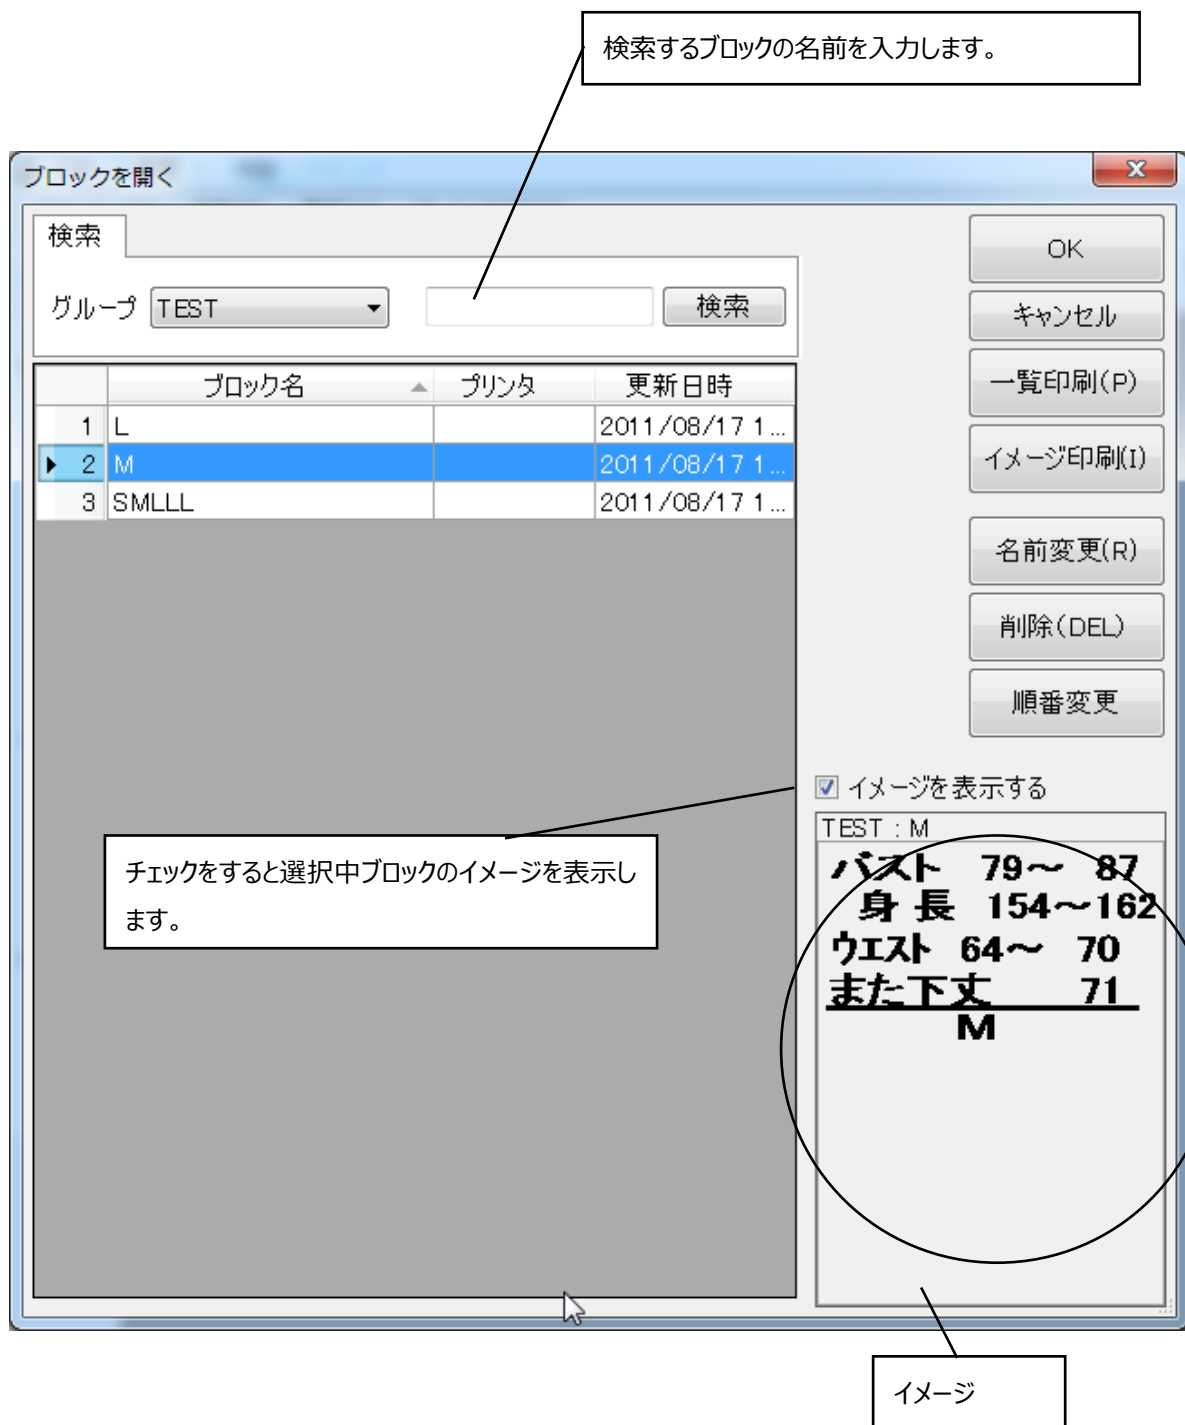 検索するブロックの名前を入力します。
ブロックを開く
検索
グループ TEST 検索
ブロック名 プリンタ 更新日時
1 L 2011/08/17 1...
2 M 2011/08/17 1...
3 SMLLL 2011/08/17 1...
OK
キャンセル
一覧印刷(P)
イメージ印刷(I)
名前変更(R)
削除(DEL)
順番変更
イメージを表示する
チェックをすると選択中ブロックのイメージを表示し
ます。
TEST : M
バスト 79～ 87
身 長 154～162
ウエスト 64～ 70
また下丈 71
M
イメージ